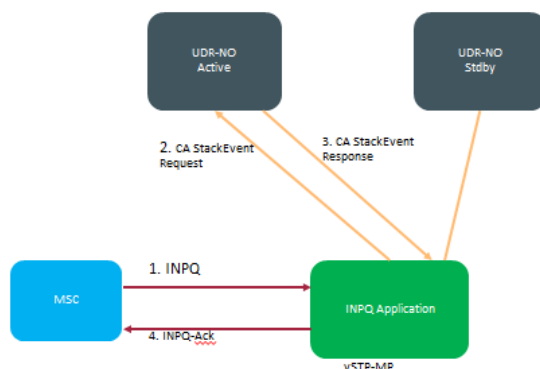 UDR-NO
Active
UDR-NO
Stdby
2. CA StackEvent
Request
3. CA StackEvent
Response
1. INPQ
MSC
INPQ Application
4. INPQ-Ack
vSTP-MP